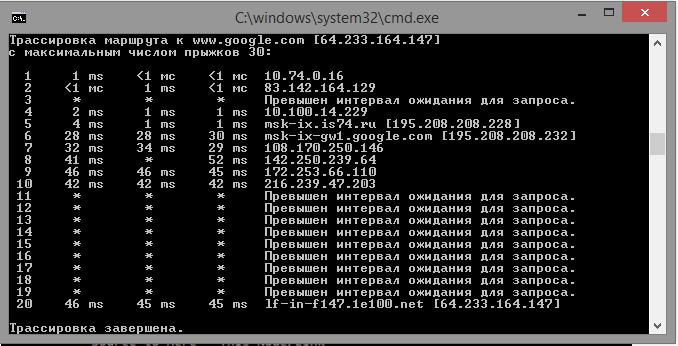 C:\windows\system32\cmd.exe
Трассировка маршрута к www.google.com [64.233.164.147]
с максимальным числом прыжков 30:
1 1 ms <1 мс <1 мс 10.74.0.16
2 <1 мс 1 ms <1 мс 83.142.164.129
3 * * * Превышен интервал ожидания для запроса.
4 2 ms 1 ms 1 ms 10.100.14.229
5 4 ms 1 ms 1 ms msk-ix.is74.ru [195.208.208.228]
6 28 ms 28 ms 30 ms msk-ix-gw1.google.com [195.208.208.232]
7 32 ms 34 ms 29 ms 108.170.250.146
8 41 ms * 52 ms 142.250.239.64
9 46 ms 46 ms 45 ms 172.253.66.110
10 42 ms 42 ms 42 ms 216.239.47.203
11 * * * Превышен интервал ожидания для запроса.
12 * * * Превышен интервал ожидания для запроса.
13 * * * Превышен интервал ожидания для запроса.
14 * * * Превышен интервал ожидания для запроса.
15 * * * Превышен интервал ожидания для запроса.
16 * * * Превышен интервал ожидания для запроса.
17 * * * Превышен интервал ожидания для запроса.
18 * * * Превышен интервал ожидания для запроса.
19 * * * Превышен интервал ожидания для запроса.
20 46 ms 45 ms 45 ms lf-in-f147.1e100.net [64.233.164.147]
Трассировка завершена.